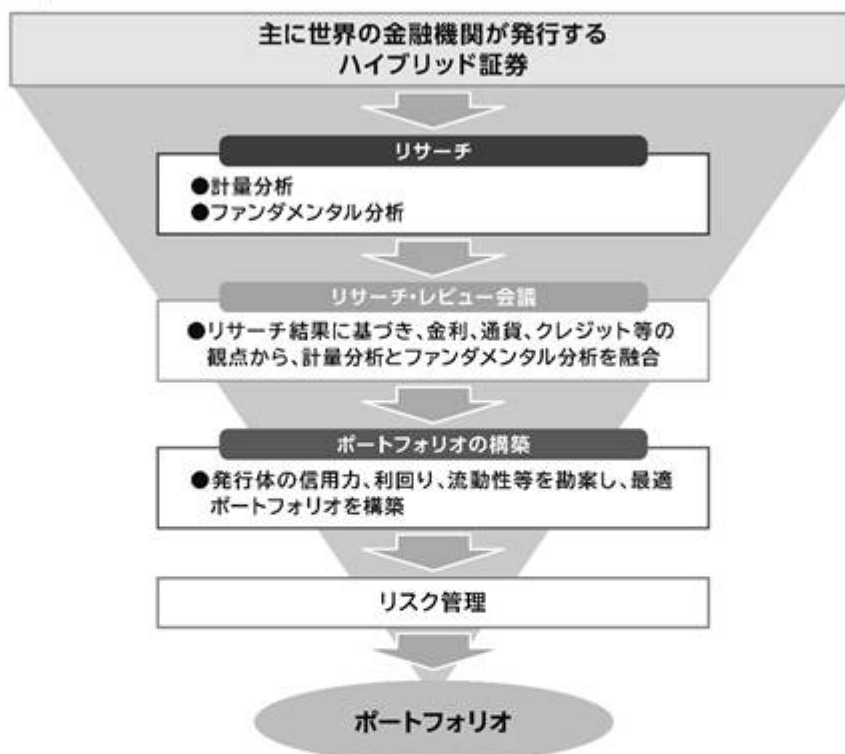 主に世界の金融機関が発行する
ハイブリッド証券
リサーチ
●計量分析
●ファンダメンタル分析
リサーチ・レビュー会議
●リサーチ結果に基づき、金利、通貨、クレジット等の
観点から、計量分析とファンダメンタル分析を融合
ポートフォリオの構築
●発行体の信用力、利回り、流動性等を勘案し、最適
ポートフォリオを構築
リスク管理
ポートフォリオ